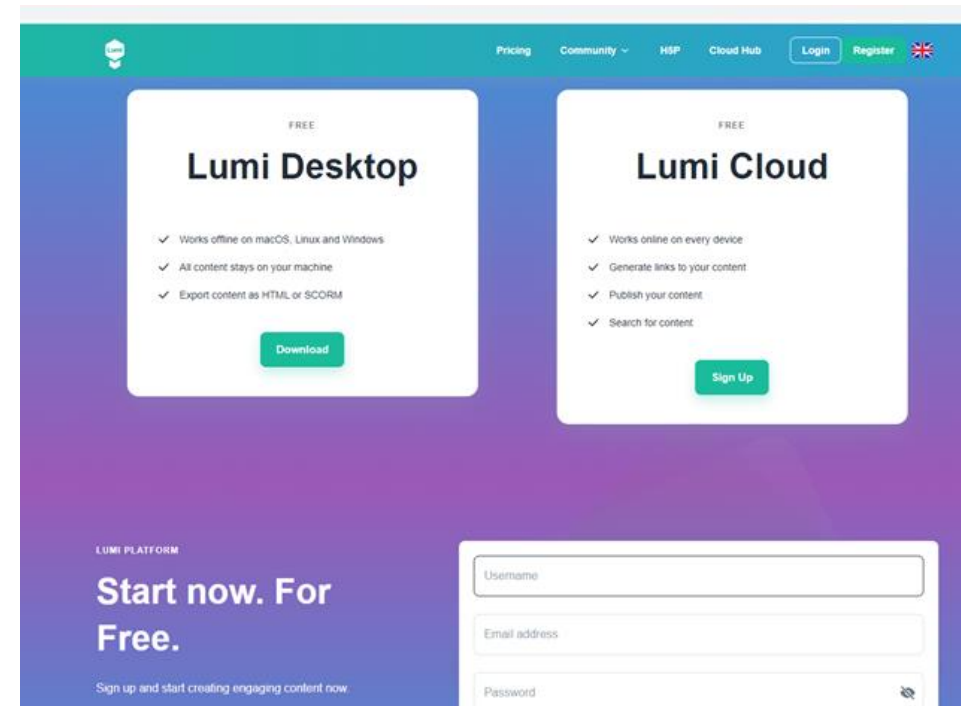 Lumi
Pricing
Community
H5P
Cloud Hub
Login
Register
FREE
Lumi Desktop
Works offline on macOS, Linux and Windows
All content stays on your machine
Export content as HTML or SCORM
Download
FREE
Lumi Cloud
Works online on every device
Generate links to your content
Publish your content
Search for content
Sign Up
LUMI PLATFORM
Start now. For
Free.
Sign up and start creating engaging content now.
Username
Email address
Password